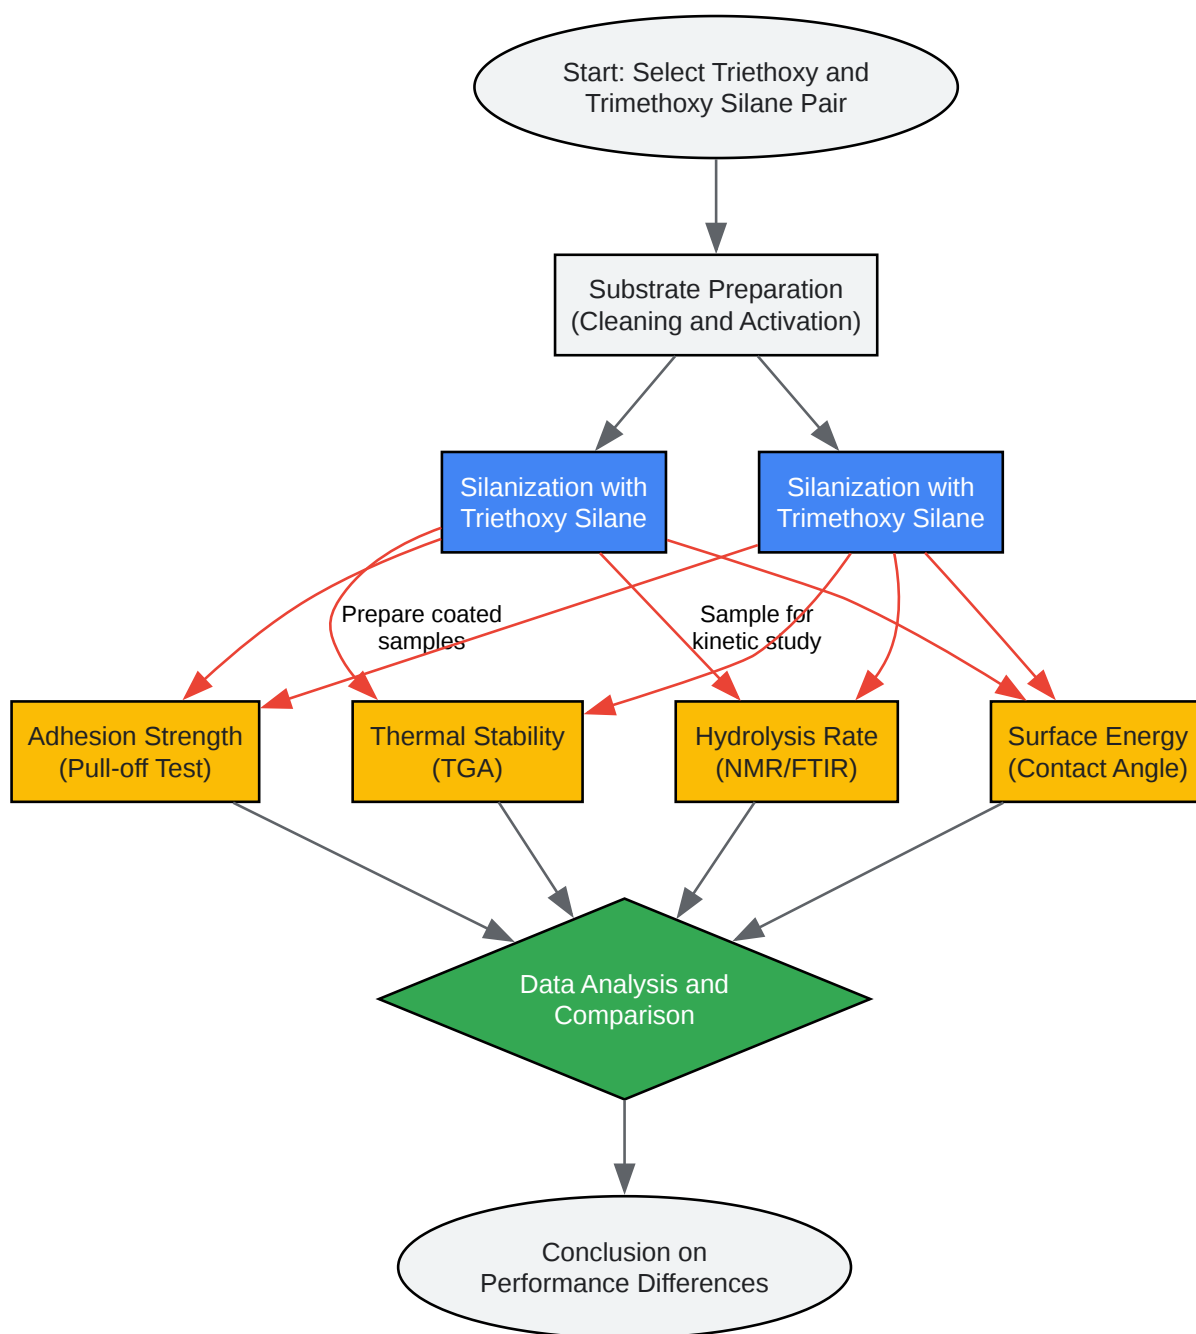 Start: Select Triethoxy and
Trimethoxy Silane Pair
Substrate Preparation
(Cleaning and Activation)
Silanization with
Triethoxy Silane
Silanization with
Trimethoxy Silane
Prepare coated
samples
Sample for
kinetic study
Adhesion Strength
(Pull-off Test)
Thermal Stability
(TGA)
Hydrolysis Rate
(NMR/FTIR)
Surface Energy
(Contact Angle)
Data Analysis and
Comparison
Conclusion on
Performance Differences